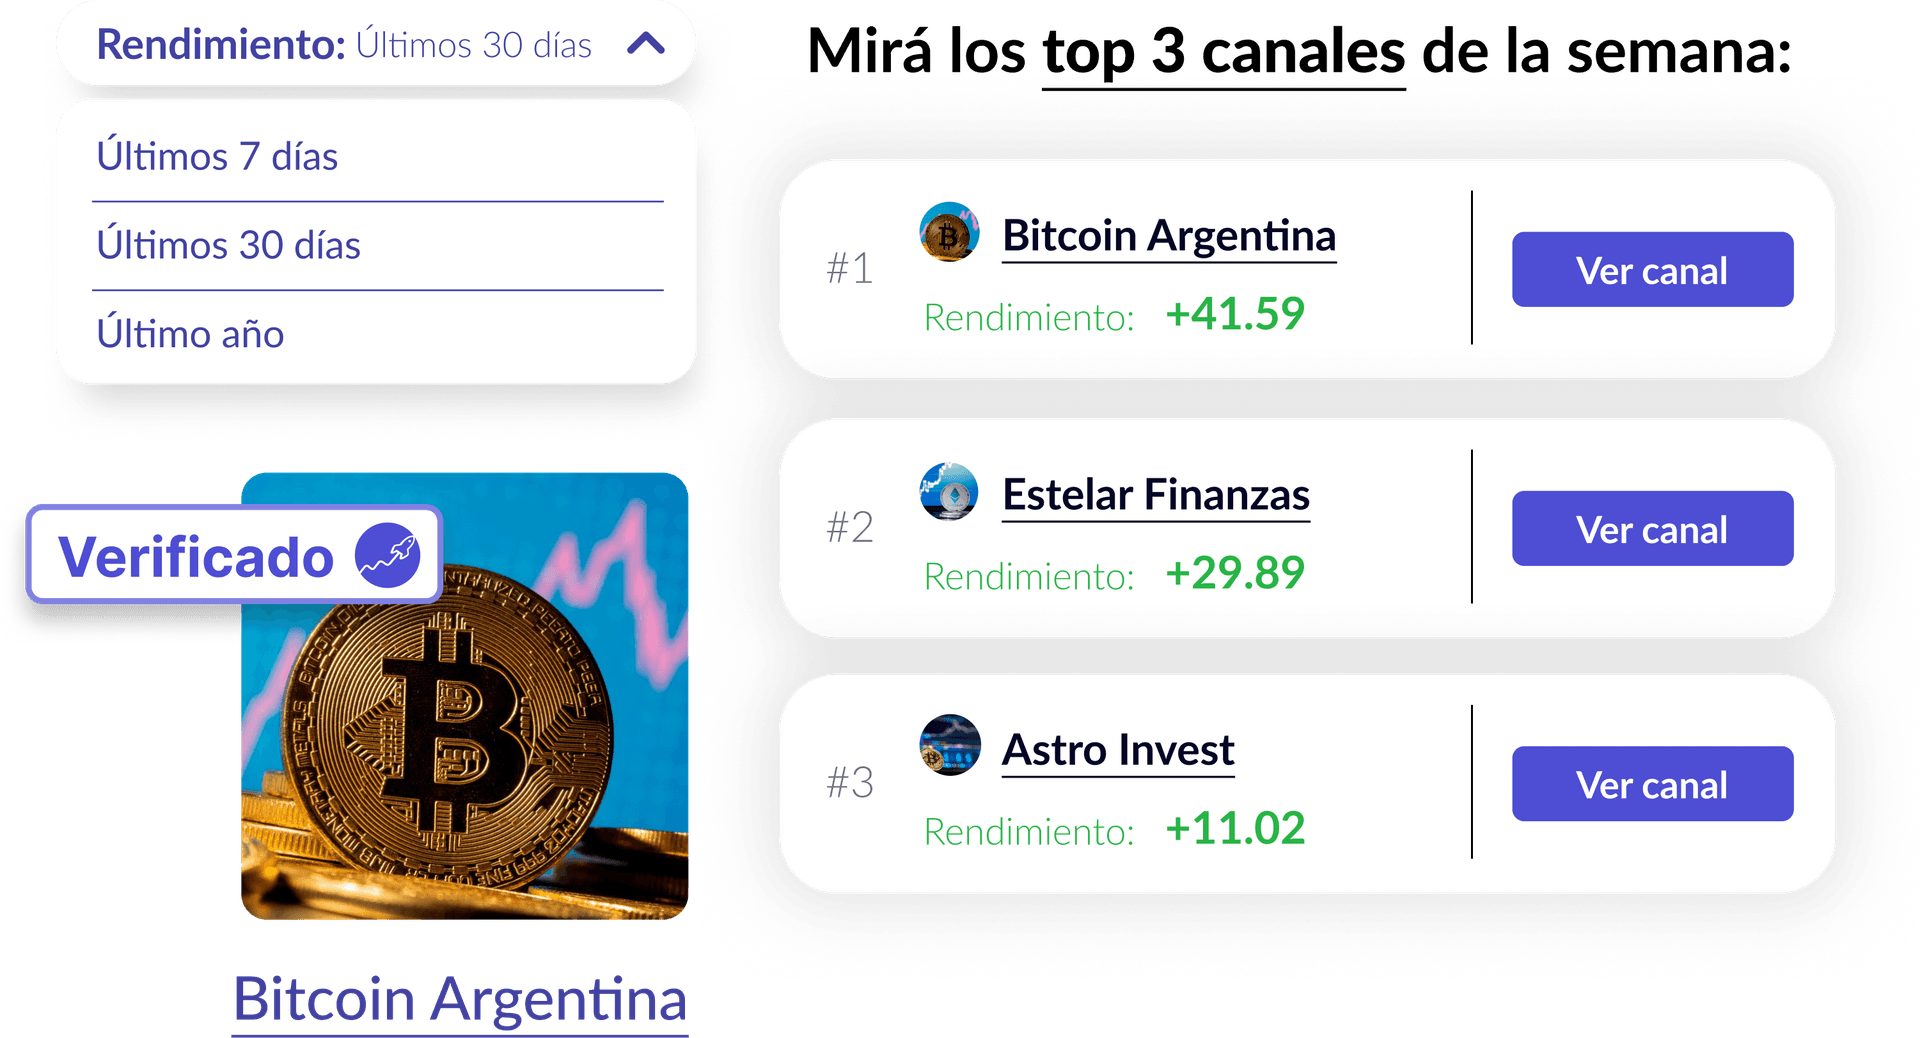 Rendimiento: Últimos 30 días
Últimos 7 días
Últimos 30 días
Último año
Verificado
Bitcoin Argentina
Mirá los top 3 canales de la semana:
#1
Bitcoin Argentina
Rendimiento: +41.59
Ver canal
#2
Estelar Finanzas
Rendimiento: +29.89
Ver canal
#3
Astro Invest
Rendimiento: +11.02
Ver canal